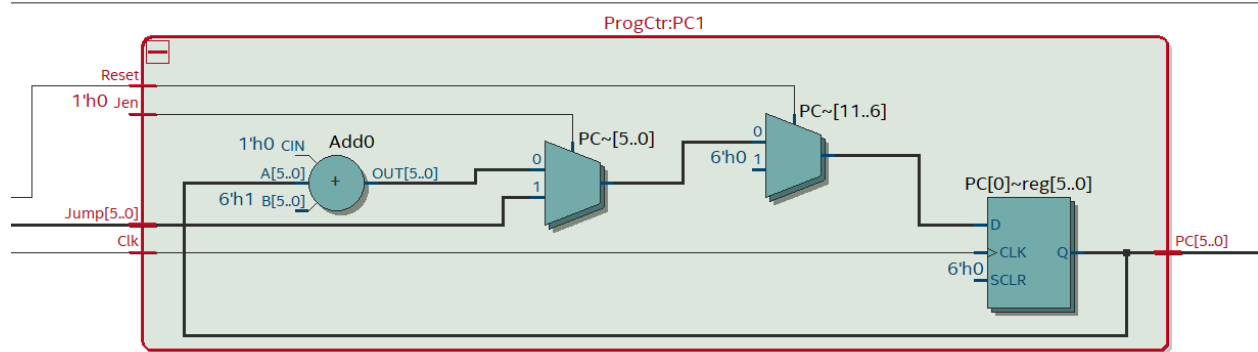 ProgCtr:PC1
Reset
1'h0 Jen
PC~[11..6]
1'h0 CIN
Add0
PC~[5..0]
0
6'h0 1
0
A[5..0]
+
OUT[5..0]
1
6'h1 B[5..0]
PC[0]~reg[5..0]
Jump[5..0]
D
Clk
CLK
Q
PC[5..0]
6'h0
SCLR